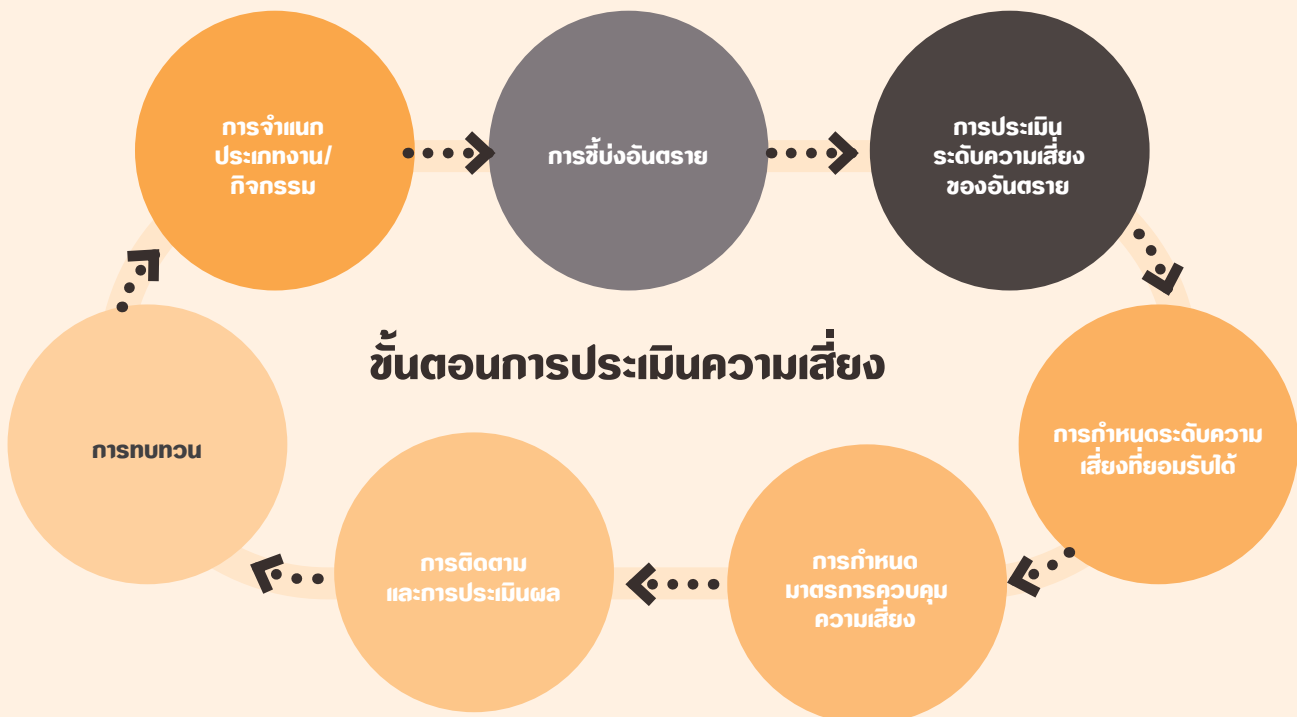 การจำแนก
ประเภทงาน/
กิจกรรม
การชี้บ่งอันตราย
การประเมิน
ระดับความเสี่ยง
ของอันตราย
ขั้นตอนการประเมินความเสี่ยง
การกำหนดระดับความ
เสี่ยงที่ยอมรับได้
การกำหนด
มาตรการควบคุม
ความเสี่ยง
การติดตาม
และการประเมินผล
การทบทวน